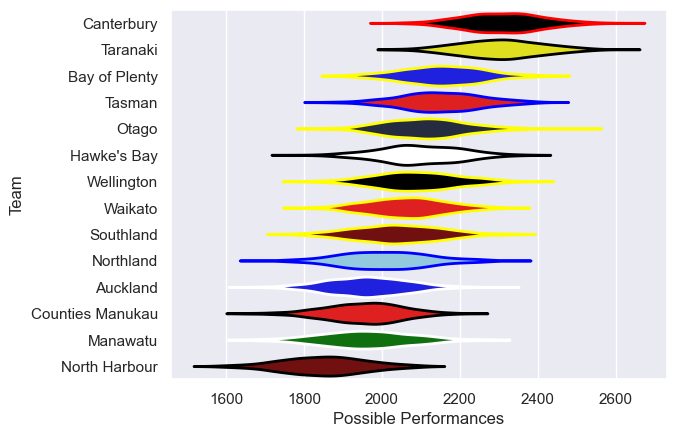 Team
Canterbury
Taranaki
Bay of Plenty
Tasman
Otago
Hawke's Bay
Wellington
Waikato
Southland
Northland
Auckland
Counties Manukau
Manawatu
North Harbour
1600 1800 2000 2200 2400 2600
Possible Performances